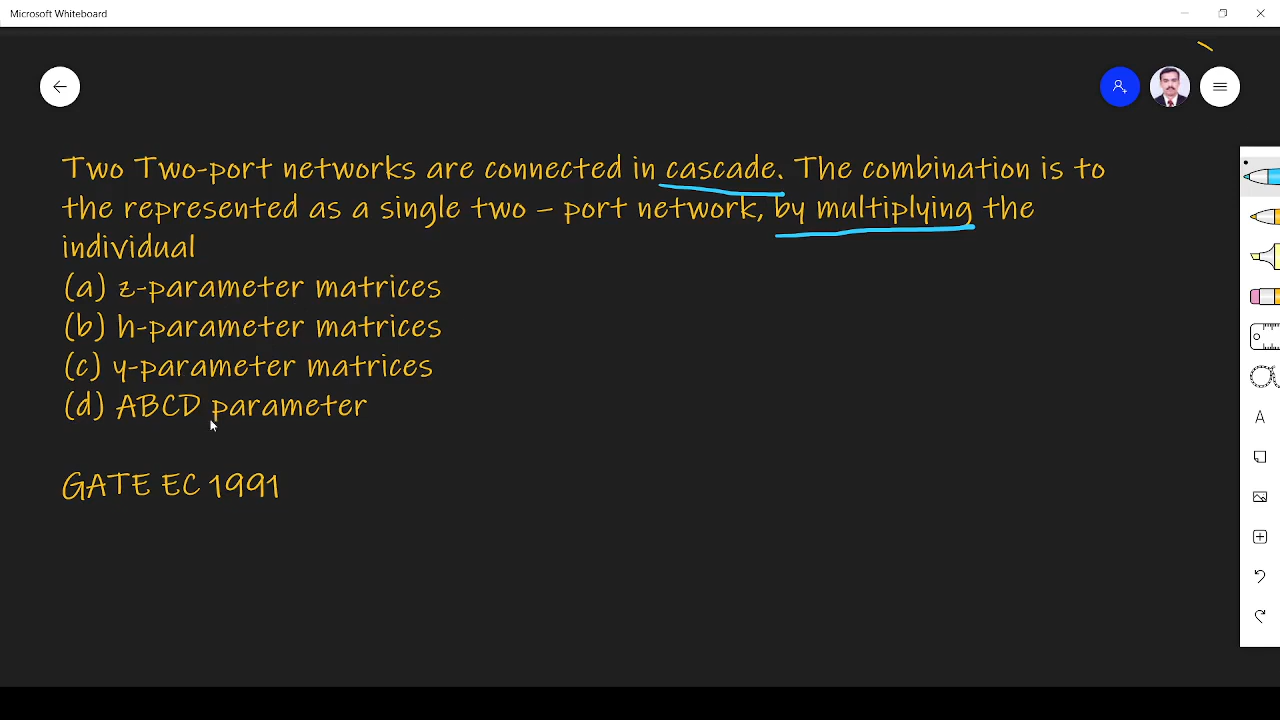 Microsoft Whiteboard
Two Two-port networks are connected in cascade. The combination is to
the represented as a single two – port network, by multiplying the
individual
(a) z-parameter matrices
(b) h-parameter matrices
(c) y-parameter matrices
(d) ABCD parameter
GATE EC 1991